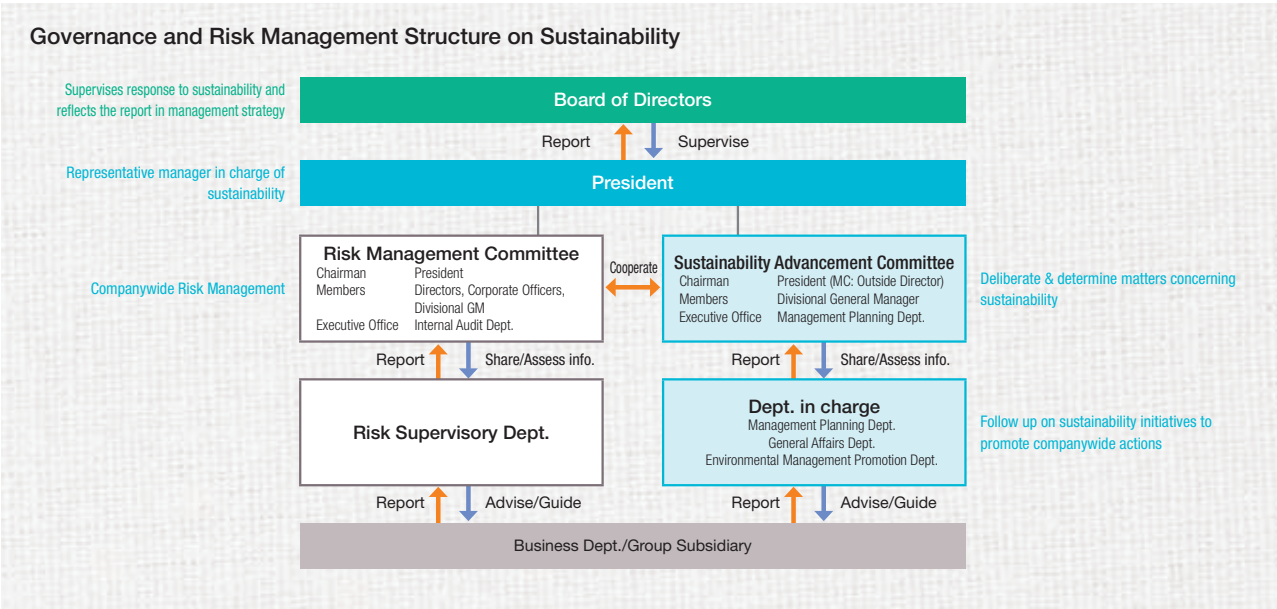 Governance and Risk Management Structure on Sustainability
Supervises response to sustainability and
reflects the report in management strategy
Board of Directors
Report
Supervise
Representative manager in charge of
sustainability
President
Companywide Risk Management
Risk Management Committee
Chairman President
Members Directors, Corporate Officers,
Divisional GM
Executive Office Internal Audit Dept.
Cooperate
Sustainability Advancement Committee
Chairman President (MC: Outside Director)
Members Divisional General Manager
Executive Office Management Planning Dept.
Deliberate & determine matters concerning
sustainability
Report
Share/Assess info.
Report
Share/Assess info.
Risk Supervisory Dept.
Dept. in charge
Management Planning Dept.
General Affairs Dept.
Environmental Management Promotion Dept.
Follow up on sustainability initiatives to
promote companywide actions
Report
Advise/Guide
Report
Advise/Guide
Business Dept./Group Subsidiary